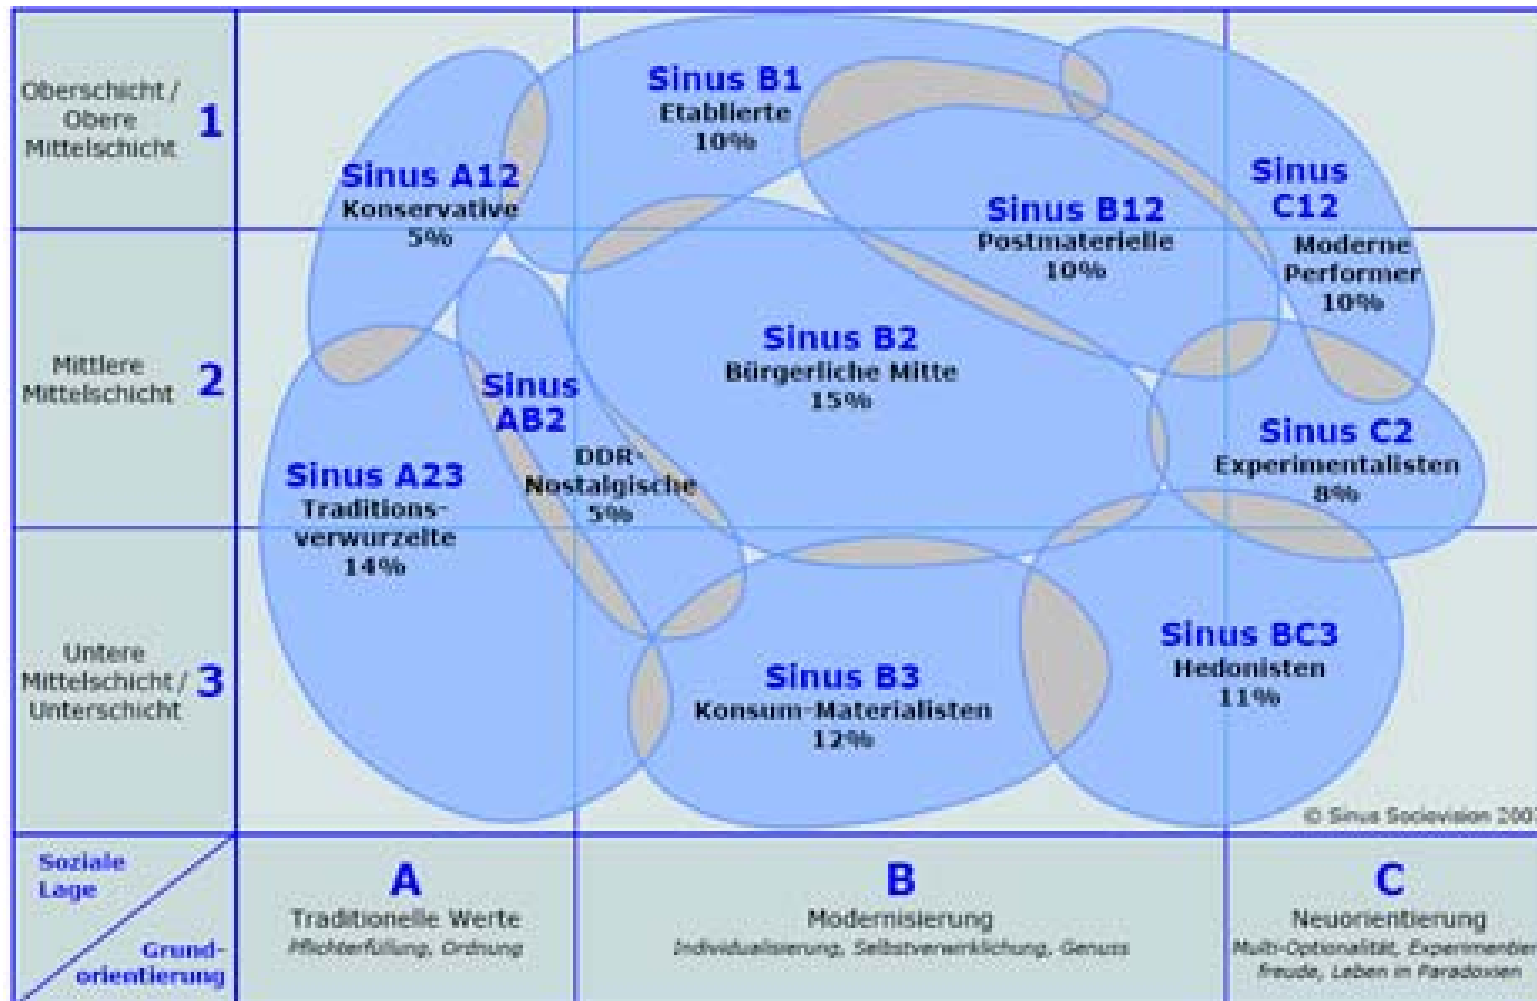 Oberschicht /
Obere
Mittelschicht
1
Mittlere
Mittelschicht
2
Untere
Mittelschicht /
Unterschicht
3
Sinus B1
Etablierte
10%
Sinus A12
Konservative
5%
Sinus B12
Postmaterielle
10%
Sinus
C12
Moderne
Performer
10%
Sinus B2
Bürgerliche Mitte
15%
Sinus
AB2
DDR-
Nostalgische
5%
Sinus A23
Traditions-
verwurzelte
14%
Sinus C2
Experimentalisten
8%
Sinus B3
Konsum-Materialisten
12%
Sinus BC3
Hedonisten
11%
© Sinus Sociovision
Soziale
Lage
Grund-
orientierung
A
Traditionelle Werte
Pflichterfüllung, Ordnung
B
Modernisierung
Individualisierung, Selbstverwirklichung, Genuss
C
Neuorientierung
Multi-Optionalität, Experimentier
freude, Leben in Paradoxien